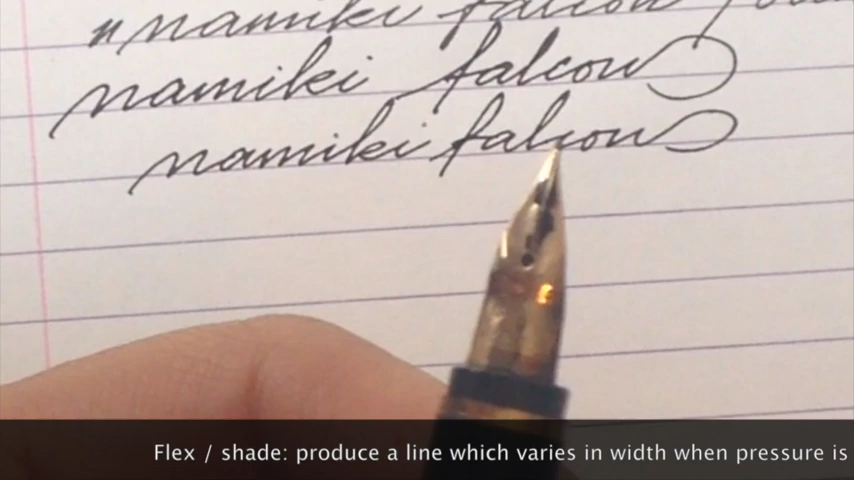 "namiki falcon
namiki falcon
namiki falcon
Flex / shade: produce a line which varies in width when pressure is